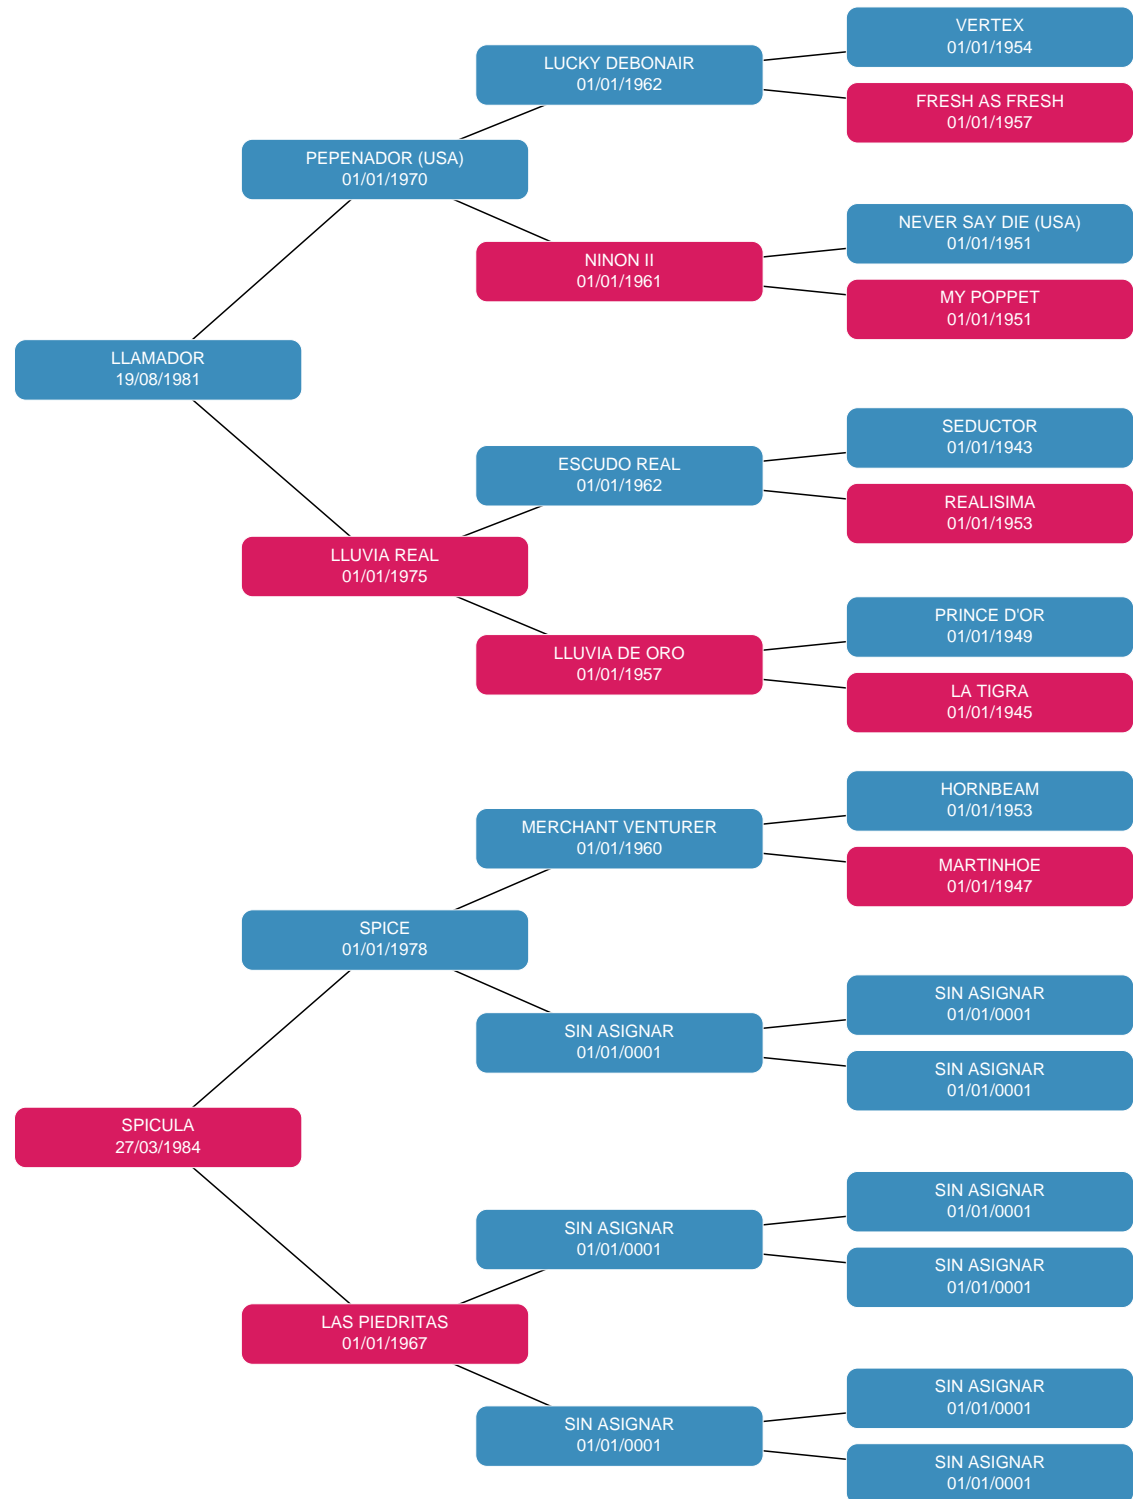 VERTEX
01/01/1954
LUCKY DEBONAIR
01/01/1962
FRESH AS FRESH
01/01/1957
PEPENADOR (USA)
01/01/1970
NEVER SAY DIE (USA)
01/01/1951
NINON II
01/01/1961
MY POPPET
01/01/1951
LLAMADOR
19/08/1981
SEDUCTOR
01/01/1943
ESCUDO REAL
01/01/1962
REALISIMA
01/01/1953
LLUVIA REAL
01/01/1975
PRINCE D'OR
01/01/1949
LLUVIA DE ORO
01/01/1957
LA TIGRA
01/01/1945
HORNBEAM
01/01/1953
MERCHANT VENTURER
01/01/1960
MARTINHOE
01/01/1947
SPICE
01/01/1978
SIN ASIGNAR
01/01/0001
SIN ASIGNAR
01/01/0001
SIN ASIGNAR
01/01/0001
SPICULA
27/03/1984
SIN ASIGNAR
01/01/0001
SIN ASIGNAR
01/01/0001
SIN ASIGNAR
01/01/0001
LAS PIEDRITAS
01/01/1967
SIN ASIGNAR
01/01/0001
SIN ASIGNAR
01/01/0001
SIN ASIGNAR
01/01/0001